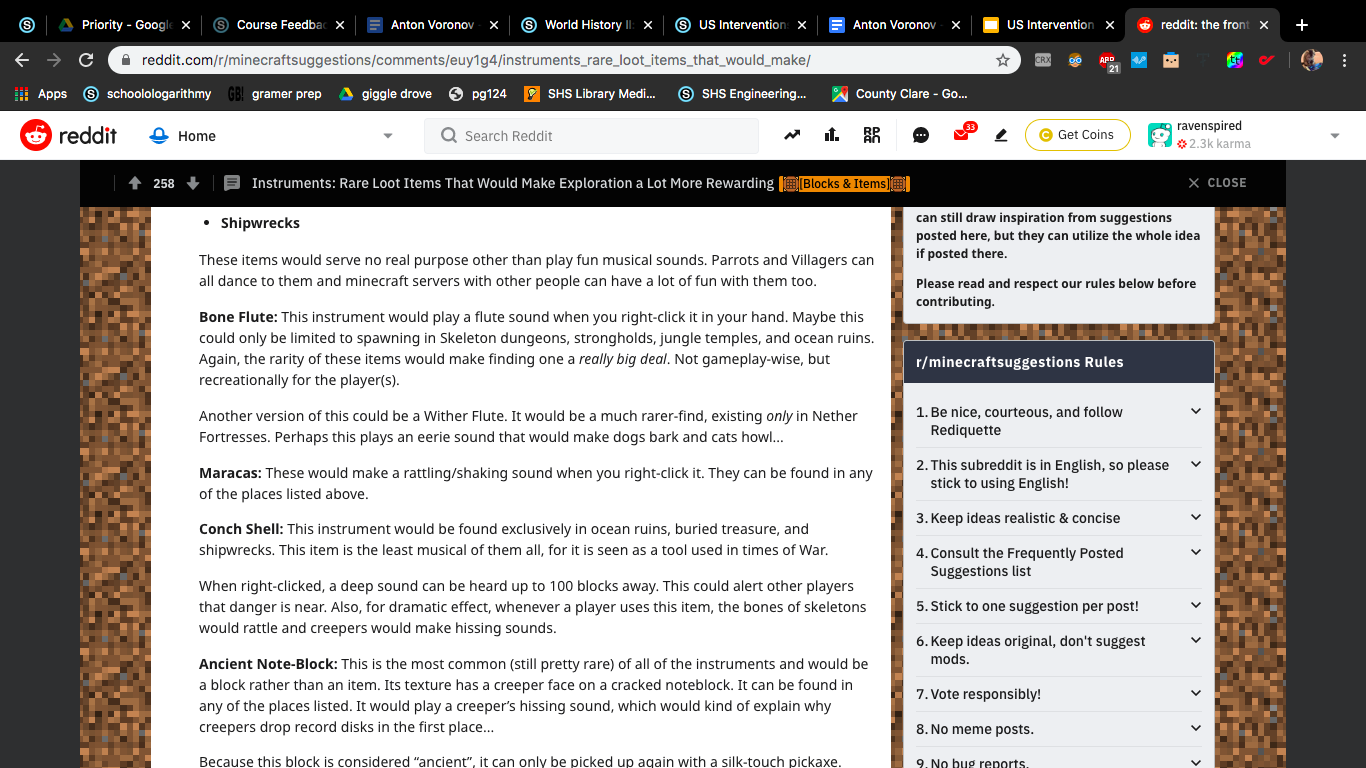 Priority - Google
Course Feedbac
Anton Voronov -
World History II:
US Intervention:
Anton Voronov -
US Intervention
reddit: the front
reddit.com/r/minecraftsuggestions/comments/euy1g4/instruments_rare_loot_items_that_would_make/
CRX
ABP
21
Apps
schoolologarithmy
GB!
gramer prep
giggle drove
pg124
SHS Library Medi...
SHS Engineering...
County Clare - Go...
reddit
Home
Search Reddit
33
Get Coins
ravenspired
2.3k karma
258
Instruments: Rare Loot Items That Would Make Exploration a Lot More Rewarding
[Blocks & Items]
CLOSE
• Shipwrecks
These items would serve no real purpose other than play fun musical sounds. Parrots and Villagers can
all dance to them and minecraft servers with other people can have a lot of fun with them too.
Bone Flute: This instrument would play a flute sound when you right-click it in your hand. Maybe this
could only be limited to spawning in Skeleton dungeons, strongholds, jungle temples, and ocean ruins.
Again, the rarity of these items would make finding one a really big deal. Not gameplay-wise, but
recreationally for the player(s).
Another version of this could be a Wither Flute. It would be a much rarer-find, existing only in Nether
Fortresses. Perhaps this plays an eerie sound that would make dogs bark and cats howl...
Maracas: These would make a rattling/shaking sound when you right-click it. They can be found in any
of the places listed above.
Conch Shell: This instrument would be found exclusively in ocean ruins, buried treasure, and
shipwrecks. This item is the least musical of them all, for it is seen as a tool used in times of War.
When right-clicked, a deep sound can be heard up to 100 blocks away. This could alert other players
that danger is near. Also, for dramatic effect, whenever a player uses this item, the bones of skeletons
would rattle and creepers would make hissing sounds.
Ancient Note-Block: This is the most common (still pretty rare) of all of the instruments and would be
a block rather than an item. Its texture has a creeper face on a cracked noteblock. It can be found in
any of the places listed. It would play a creeper's hissing sound, which would kind of explain why
creepers drop record disks in the first place...
Because this block is considered “ancient”, it can only be picked up again with a silk-touch pickaxe.
can still draw inspiration from suggestions
posted here, but they can utilize the whole idea
if posted there.
Please read and respect our rules below before
contributing.
r/minecraftsuggestions Rules
1. Be nice, courteous, and follow
Rediquette
2. This subreddit is in English, so please
stick to using English!
3. Keep ideas realistic & concise
4. Consult the Frequently Posted
Suggestions list
5. Stick to one suggestion per post!
6. Keep ideas original, don't suggest
mods.
7. Vote responsibly!
8. No meme posts.
9. No bug reports.